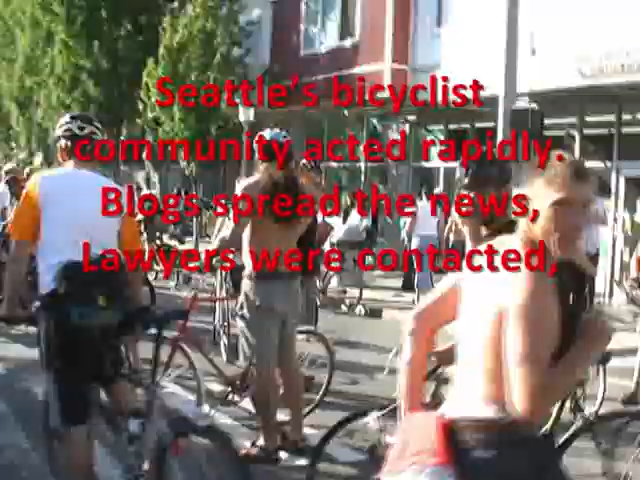 Seattle's bicyclist
community acted rapidly.
Blogs spread the news,
Lawyers were contacted,